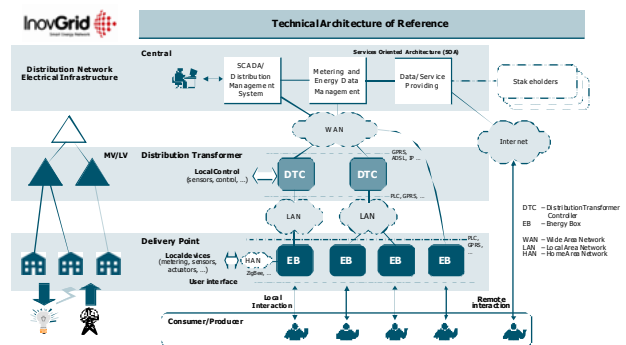 InovGrid
Smart Energy Network
Technical Architecture of Reference
Distribution Network
Electrical Infrastructure
Central
Services Oriented Architecture (SOA)
SCADA/
Distribution
Management
System
Metering and
Energy Data
Management
Data/Service
Providing
Stakeholders
WAN
Internet
MV/LV
Distribution Transformer
GPRS,
ADSL, IP ...
Local Control
(sensors, control, ...)
DTC
DTC
PLC, GPRS, ...
LAN
LAN
DTC – Distribution Transformer
Controller
EB – Energy Box
WAN – Wide Area Network
LAN – Local Area Network
HAN – Home Area Network
Delivery Point
PLC,
GPRS,
...
Local devices
(metering, sensors,
actuators, ...)
HAN
ZigBee, ...
EB
EB
EB
EB
User interface
Local
Interaction
Remote
interaction
Consumer/Producer